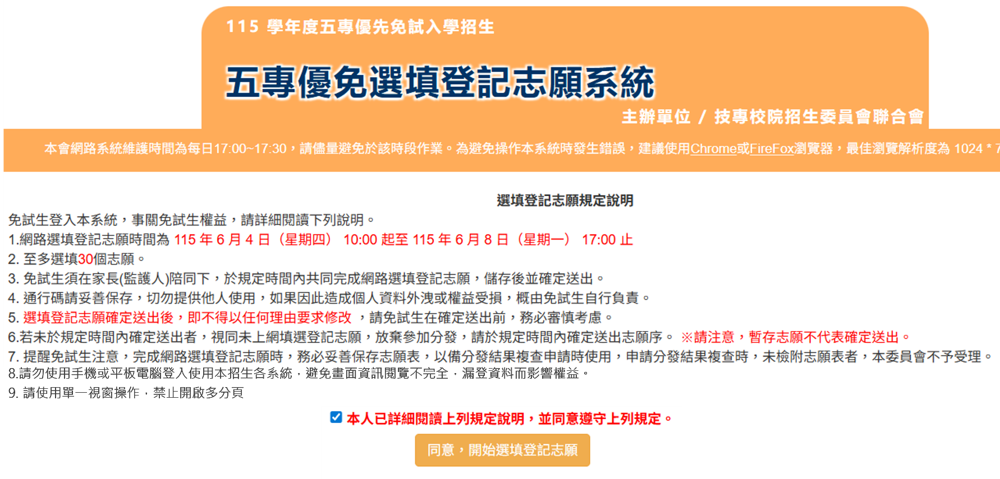 115 學年度五專優先免試入學招生
五專優免選填登記志願系統
主辦單位 / 技專校院招生委員會聯合會
本會網路系統維護時間為每日17:00~17:30，請儘量避免於該時段作業。為避免操作本系統時發生錯誤，建議使用Chrome或FireFox瀏覽器，最佳瀏覽解析度為 1024 * 7
選填登記志願規定說明
免試生登入本系統，事關免試生權益，請詳細閱讀下列說明。
1.網路選填登記志願時間為 115 年 6 月 4 日（星期四） 10:00 起至 115 年 6 月 8 日（星期一） 17:00 止
2. 至多選填30個志願。
3. 免試生須在家長(監護人)陪同下，於規定時間內共同完成網路選填登記志願，儲存後並確定送出。
4. 通行碼請妥善保存，切勿提供他人使用，如果因此造成個人資料外洩或權益受損，概由免試生自行負責。
5. 選填登記志願確定送出後，即不得以任何理由要求修改 ，請免試生在確定送出前，務必審慎考慮。
6.若未於規定時間內確定送出者，視同未上網填選登記志願，放棄參加分發，請於規定時間內確定送出志願序。 ※請注意，暫存志願不代表確定送出。
7. 提醒免試生注意，完成網路選填登記志願時，務必妥善保存志願表，以備分發結果複查申請時使用，申請分發結果複查時，未檢附志願表者，本委員會不予受理。
8.請勿使用手機或平板電腦登入使用本招生各系統，避免畫面資訊閱覽不完全，漏登資料而影響權益。
9. 請使用單一視窗操作，禁止開啟多分頁
本人已詳細閱讀上列規定說明，並同意遵守上列規定。
同意，開始選填登記志願